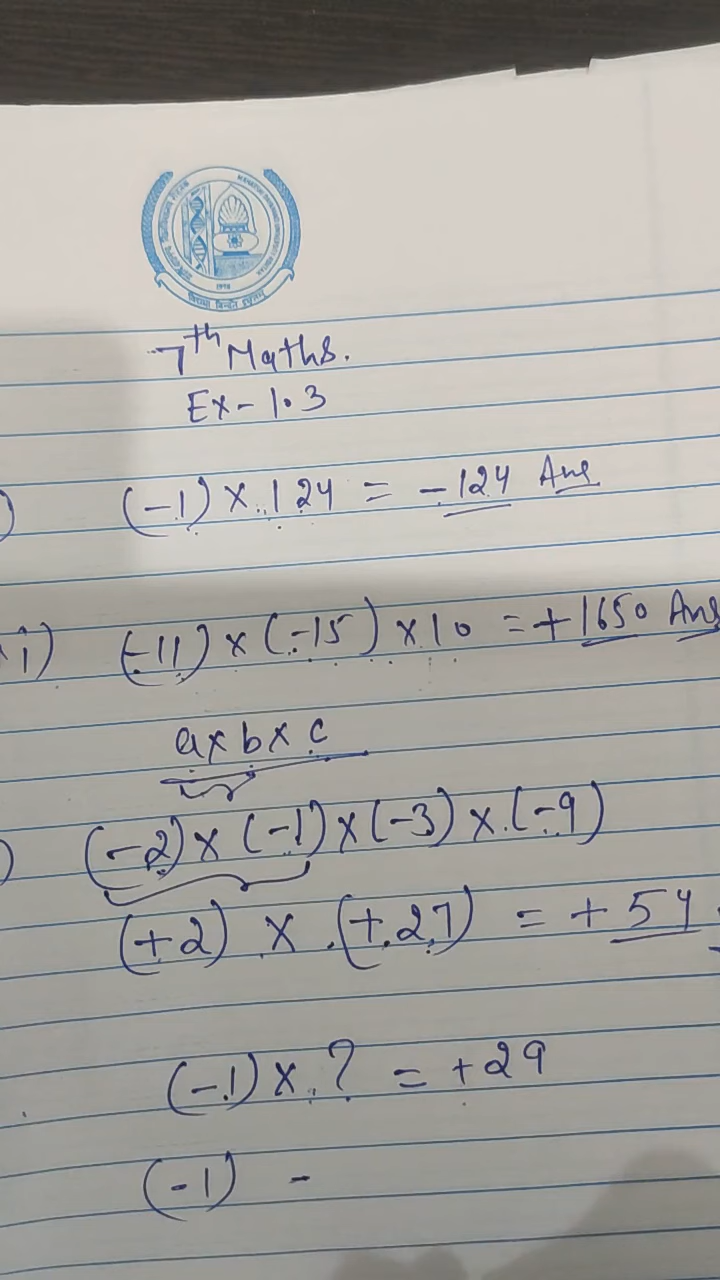 1978
7th Maths.
Ex- 1.3
) (-1) × 124 = -124 Ans
i) (-11) × (-15) × 10 = +1650 Ans
a × b × c
) (-2) × (-1) × (-3) × (-9)
(+2) × (+27) = +54
(-1) × ? = +29
(-1) -